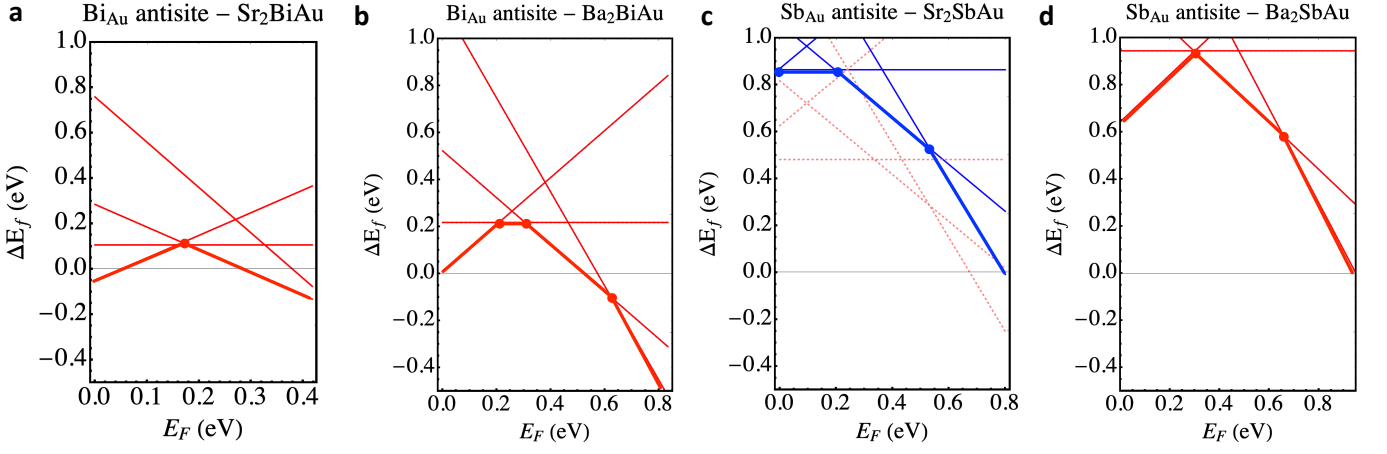 a
Bi_Au antisite – Sr₂BiAu
1.0
0.8
0.6
0.4
0.2
0.0
−0.2
−0.4
ΔE_f (eV)
0.0 0.1 0.2 0.3 0.4
E_F (eV)
b
Bi_Au antisite – Ba₂BiAu
1.0
0.8
0.6
0.4
0.2
0.0
−0.2
−0.4
ΔE_f (eV)
0.0 0.2 0.4 0.6 0.8
E_F (eV)
c
Sb_Au antisite – Sr₂SbAu
1.0
0.8
0.6
0.4
0.2
0.0
−0.2
−0.4
ΔE_f (eV)
0.0 0.2 0.4 0.6 0.8
E_F (eV)
d
Sb_Au antisite – Ba₂SbAu
1.0
0.8
0.6
0.4
0.2
0.0
−0.2
−0.4
ΔE_f (eV)
0.0 0.2 0.4 0.6 0.8
E_F (eV)